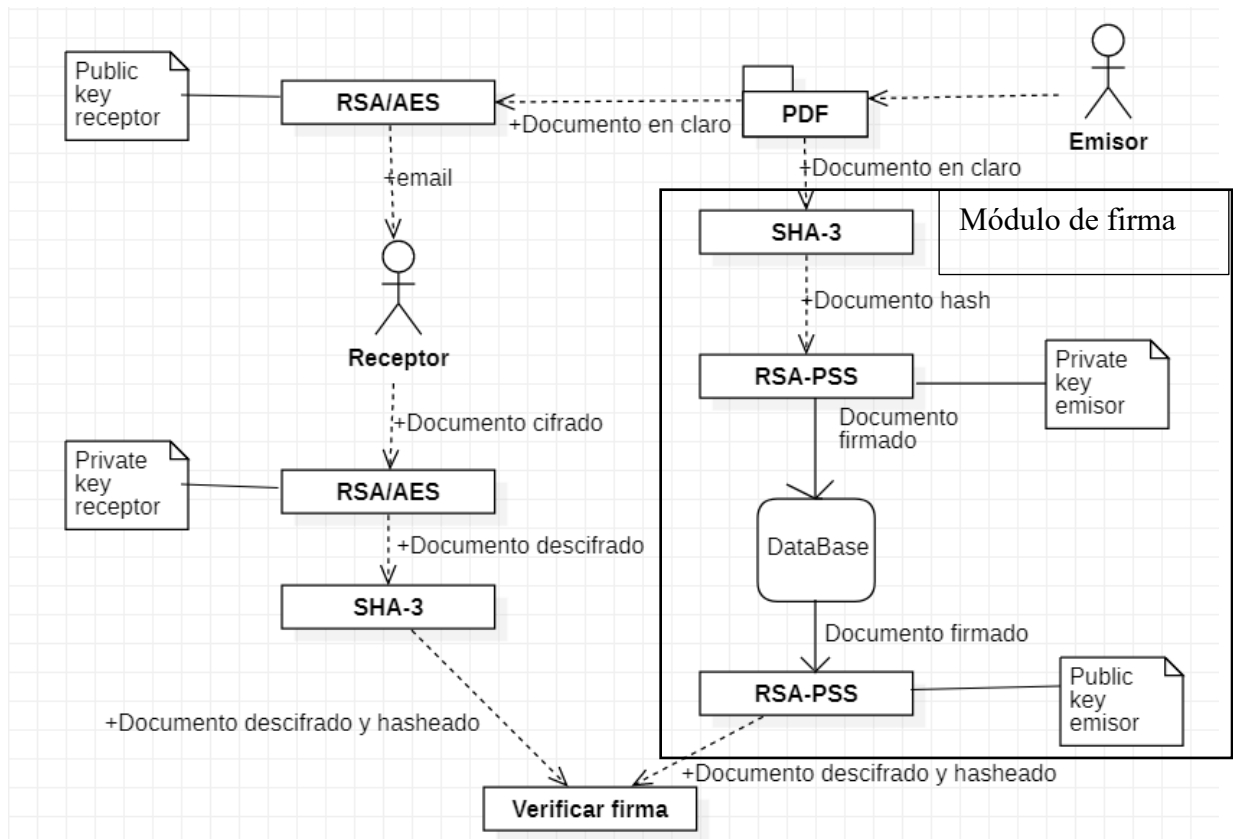 Public
key
receptor
RSA/AES
+Documento en claro
PDF
Emisor
+email
+Documento en claro
Módulo de firma
SHA-3
+Documento hash
Receptor
RSA-PSS
Private
key
emisor
Documento
firmado
+Documento cifrado
Private
key
receptor
RSA/AES
DataBase
+Documento descifrado
SHA-3
Documento firmado
RSA-PSS
Public
key
emisor
+Documento descifrado y hasheado
+Documento descifrado y hasheado
Verificar firma